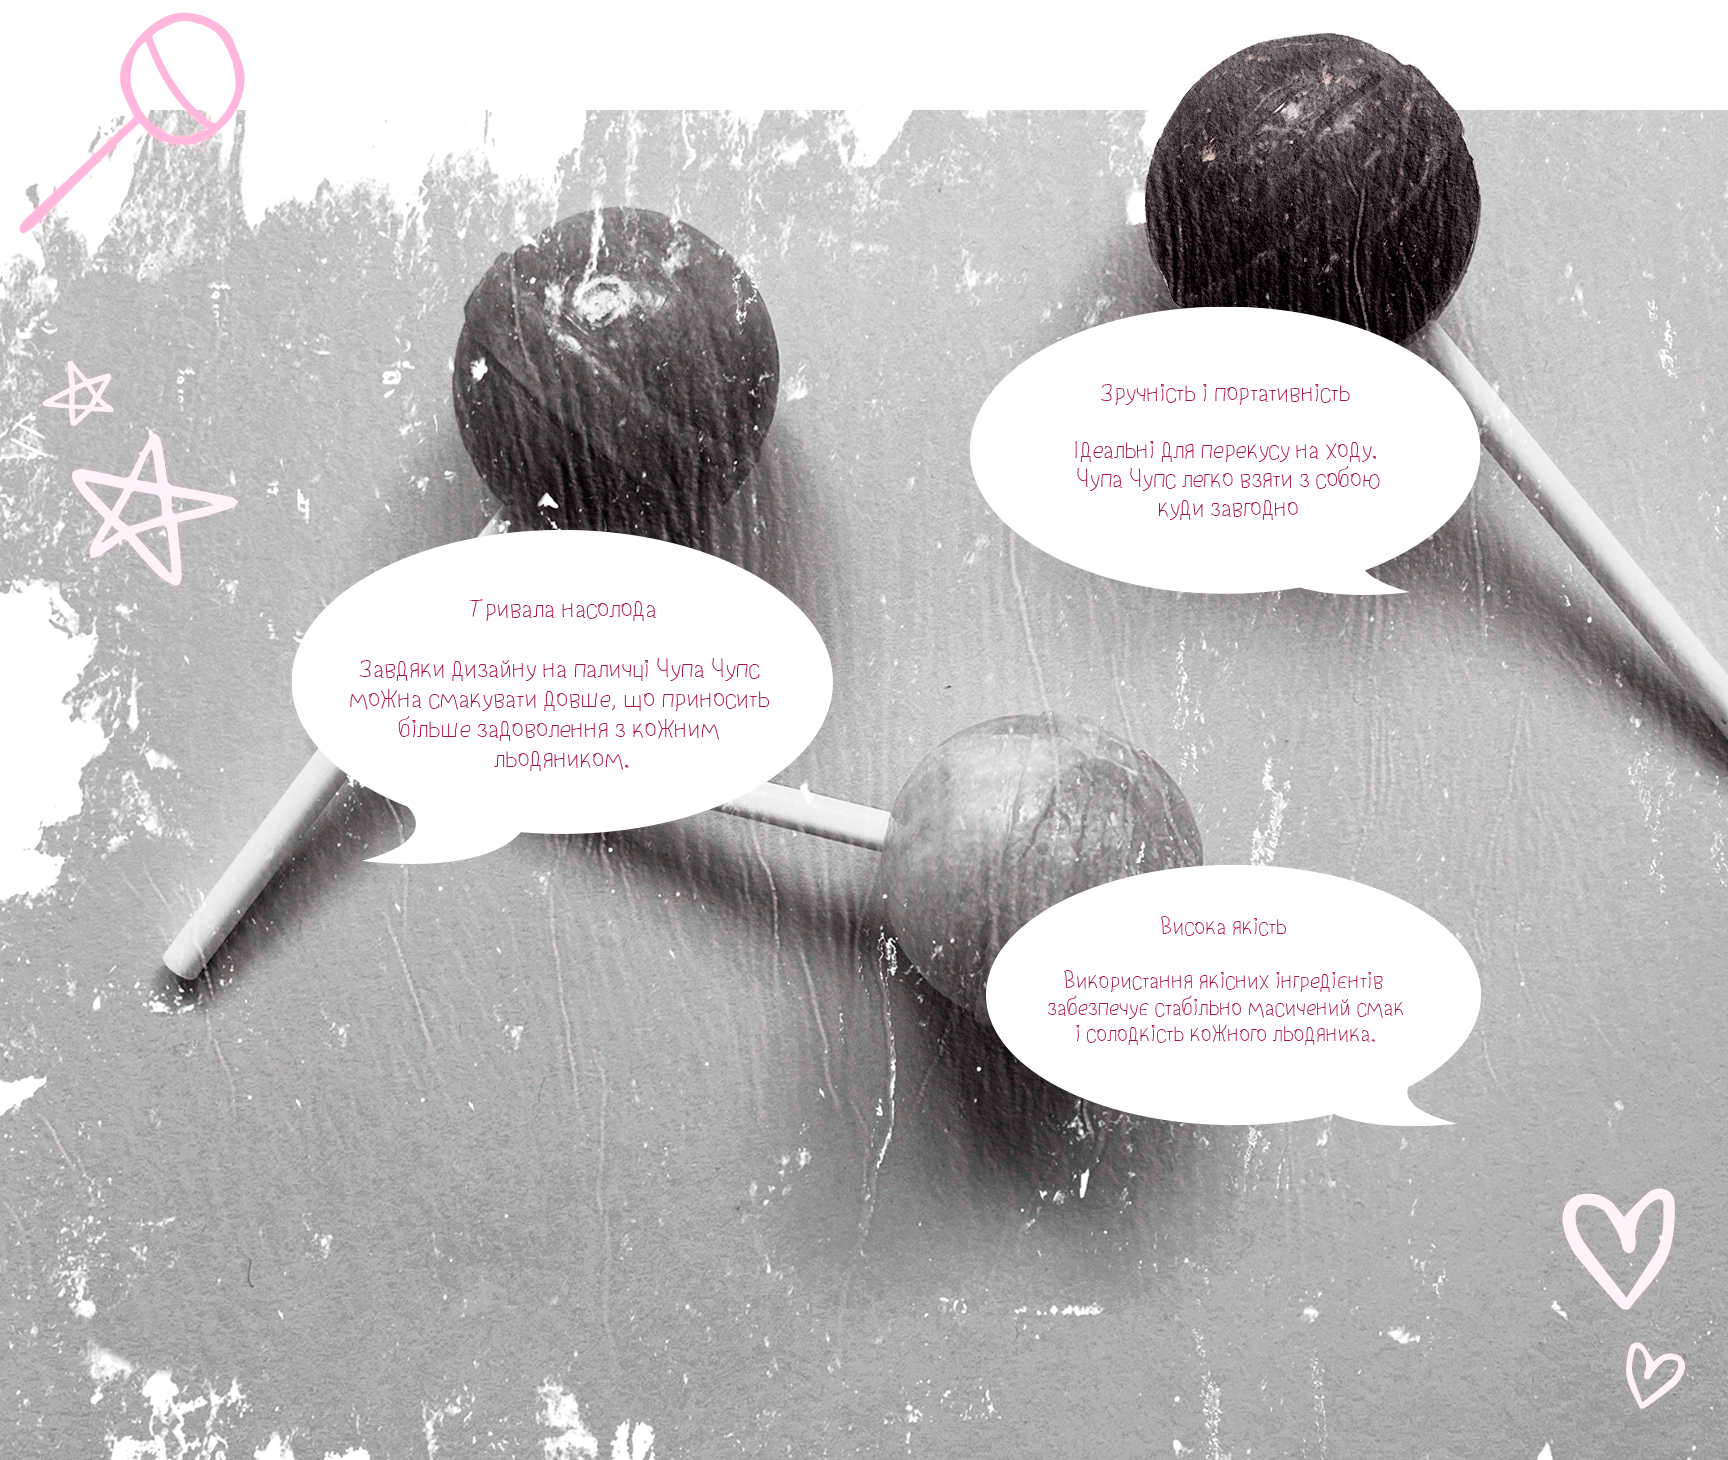 Зручність і портативність
Ідеальні для перекусу на ходу.
Чупа Чупс легко взяти з собою
куди завгодно
Тривала насолода
Завдяки дизайну на паличці Чупа Чупс
можна смакувати довше, що приносить
більше задоволення з кожним
льодяником.
Висока якість
Використання якісних інгредієнтів
забезпечує стабільно масичений смак
і солодкість кожного льодяника.